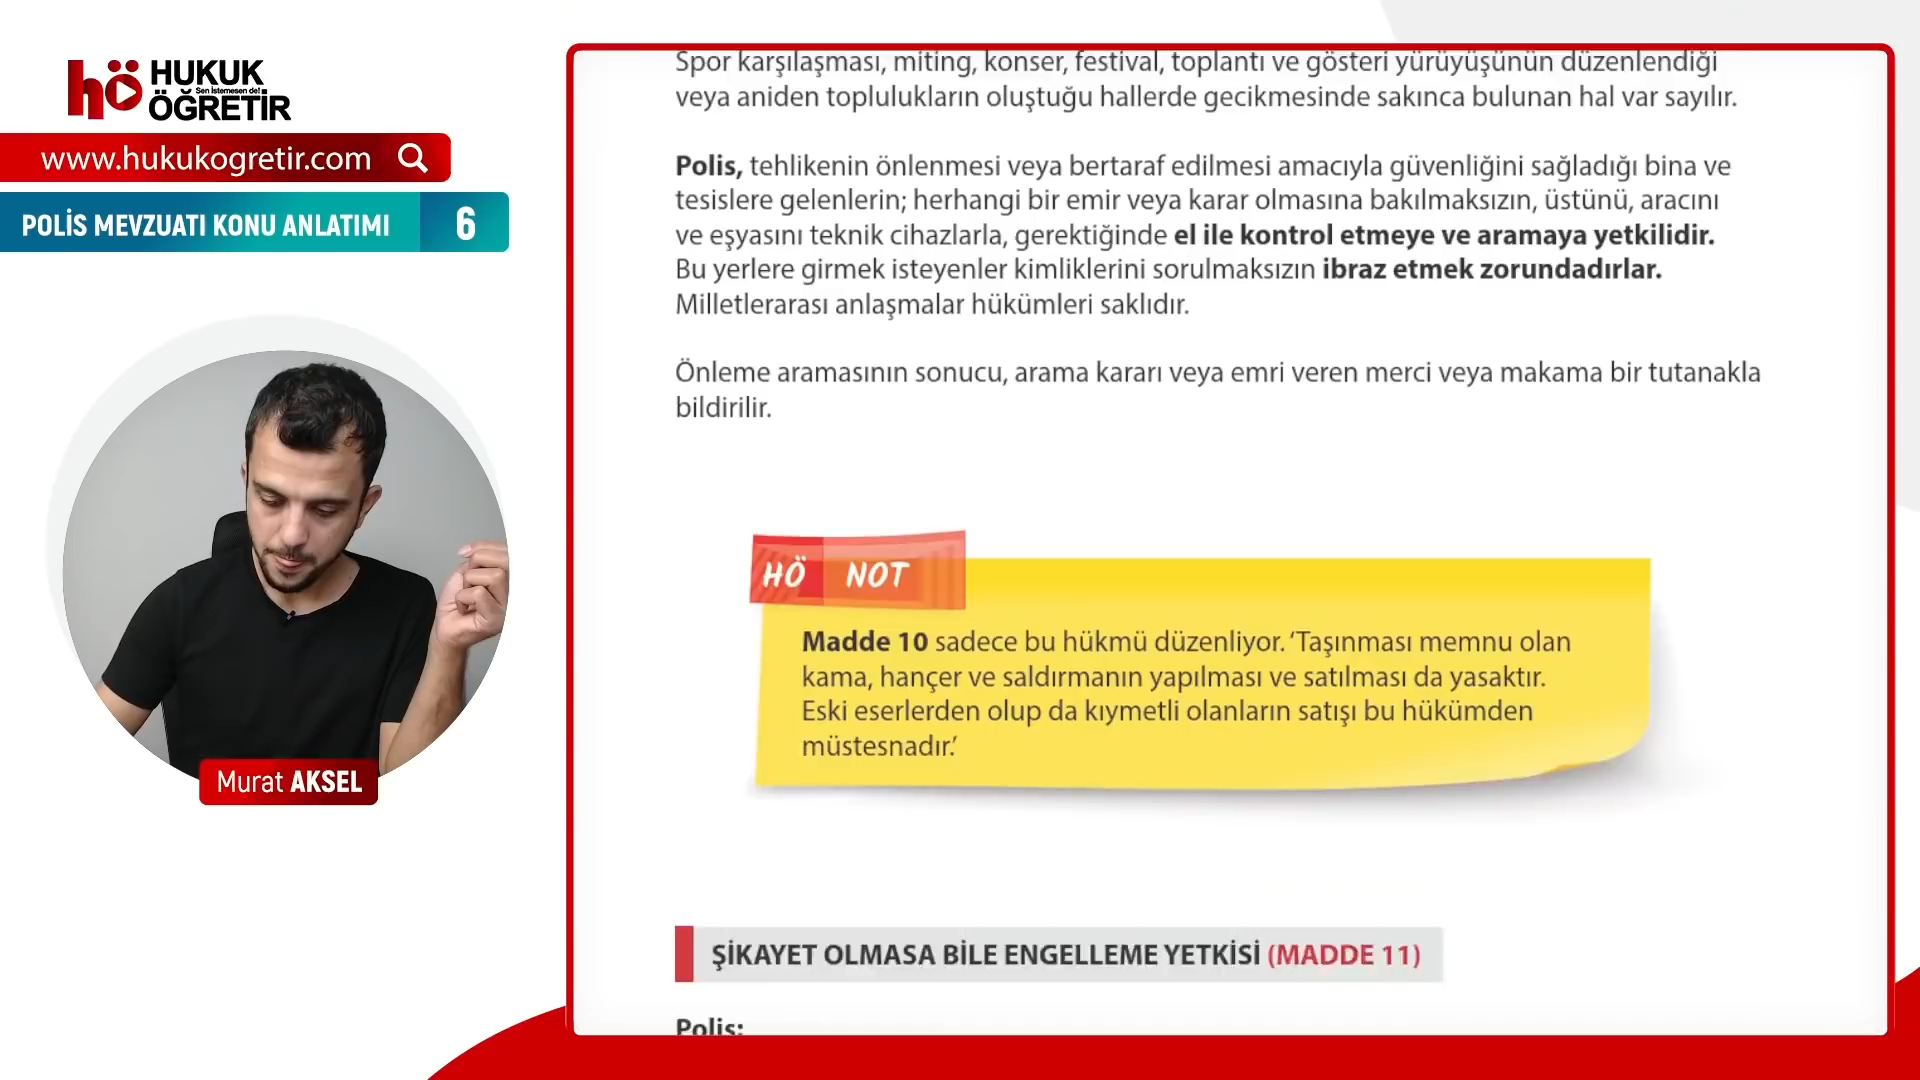 hö HUKUK
Sen İstemesen de!
ÖĞRETİR
www.hukukogretir.com
POLİS MEVZUATI KONU ANLATIMI 6
Murat AKSEL
Spor karşılaşması, miting, konser, festival, toplantı ve gösteri yürüyüşünün düzenlendiği
veya aniden toplulukların oluştuğu hallerde gecikmesinde sakınca bulunan hal var sayılır.
Polis, tehlikenin önlenmesi veya bertaraf edilmesi amacıyla güvenliğini sağladığı bina ve
tesislere gelenlerin; herhangi bir emir veya karar olmasına bakılmaksızın, üstünü, aracını
ve eşyasını teknik cihazlarla, gerektiğinde el ile kontrol etmeye ve aramaya yetkilidir.
Bu yerlere girmek isteyenler kimliklerini sorulmaksızın ibraz etmek zorundadırlar.
Milletlerarası anlaşmalar hükümleri saklıdır.
Önleme aramasının sonucu, arama kararı veya emri veren merci veya makama bir tutanakla
bildirilir.
HÖ NOT
Madde 10 sadece bu hükmü düzenliyor. ‘Taşınması memnu olan
kama, hançer ve saldırmanın yapılması ve satılması da yasaktır.
Eski eserlerden olup da kıymetli olanların satışı bu hükümden
müstesnadır.’
ŞİKAYET OLMASA BİLE ENGELLEME YETKİSİ (MADDE 11)
Polis: